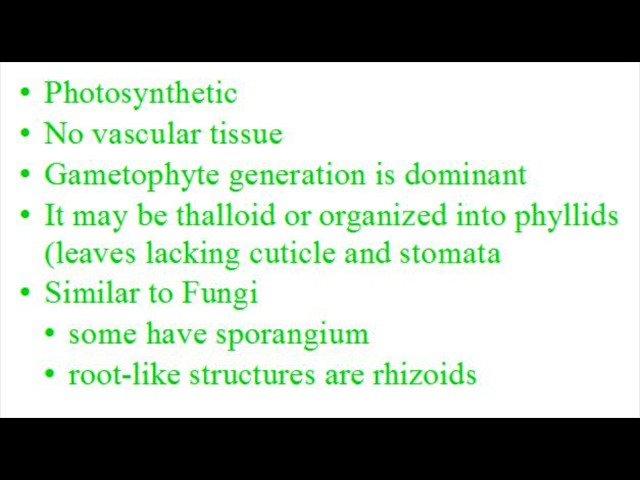 • Photosynthetic
• No vascular tissue
• Gametophyte generation is dominant
• It may be thalloid or organized into phyllids
(leaves lacking cuticle and stomata
• Similar to Fungi
• some have sporangium
• root-like structures are rhizoids